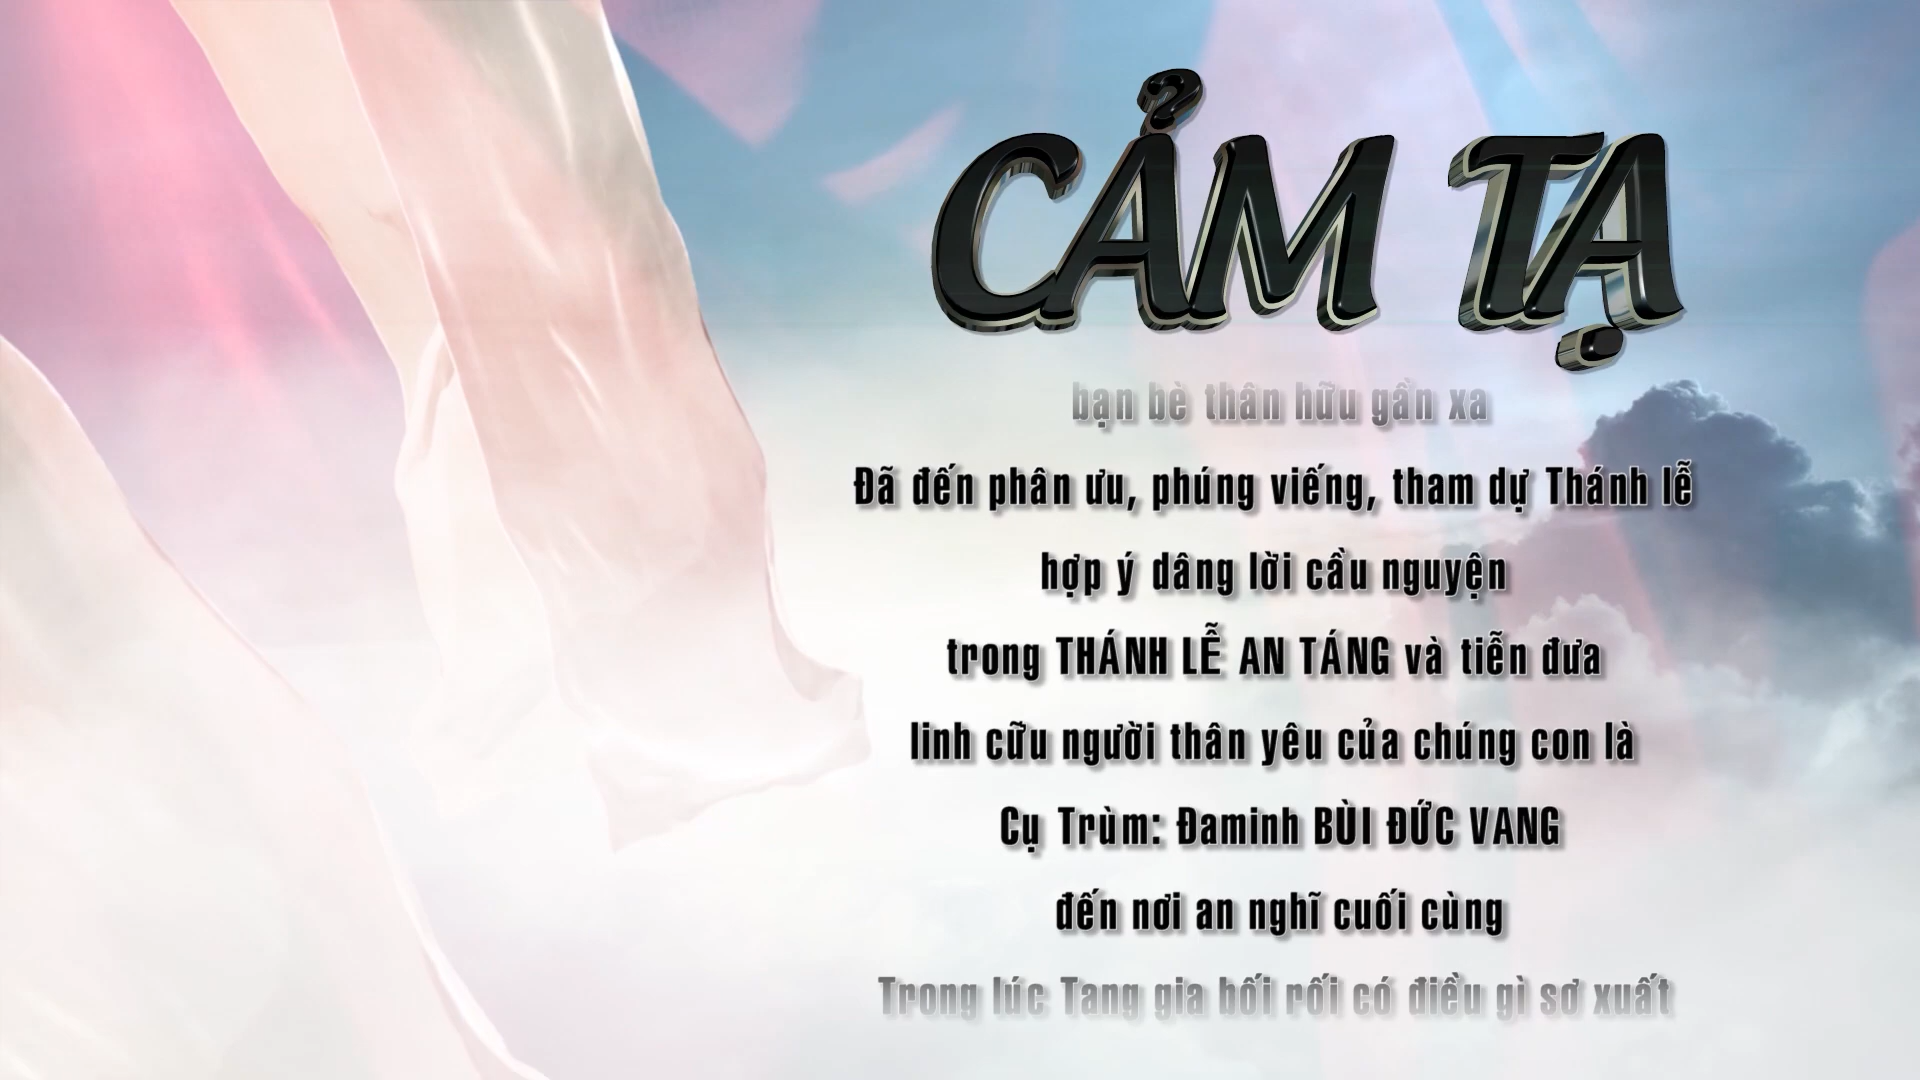 CẢM TẠ
bạn bè thân hữu gần xa
Đã đến phân ưu, phúng viếng, tham dự Thánh lễ
hợp ý dâng lời cầu nguyện
trong THÁNH LỄ AN TÁNG và tiễn đưa
linh cữu người thân yêu của chúng con là
Cụ Trùm: Đaminh BÙI ĐỨC VANG
đến nơi an nghĩ cuối cùng
Trong lúc Tang gia bối rối có điều gì sơ xuất